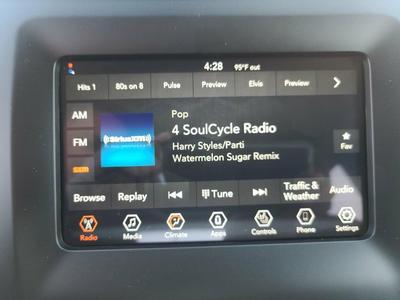 4:28 95°F out
Hits 1 80s on 8 Pulse Preview Elvis Preview
AM
FM
sxm
((SiriusXM))
Pop
4 SoulCycle Radio
Harry Styles/Parti
Watermelon Sugar Remix
Fav
Browse Replay Tune Traffic & Weather Audio
Radio Media Climate Apps Controls Phone Settings